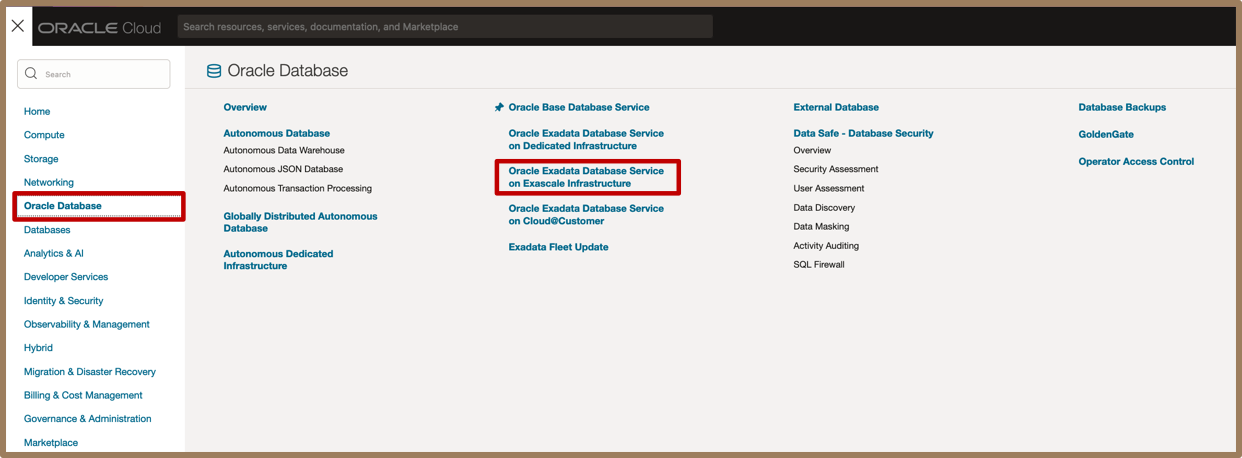 ORACLE Cloud
Search resources, services, documentation, and Marketplace
Search
Home
Compute
Storage
Networking
Oracle Database
Databases
Analytics & AI
Developer Services
Identity & Security
Observability & Management
Hybrid
Migration & Disaster Recovery
Billing & Cost Management
Governance & Administration
Marketplace
Oracle Database
Overview
Autonomous Database
Autonomous Data Warehouse
Autonomous JSON Database
Autonomous Transaction Processing
Globally Distributed Autonomous
Database
Autonomous Dedicated
Infrastructure
Oracle Base Database Service
Oracle Exadata Database Service
on Dedicated Infrastructure
Oracle Exadata Database Service
on Exascale Infrastructure
Oracle Exadata Database Service
on Cloud@Customer
Exadata Fleet Update
External Database
Data Safe - Database Security
Overview
Security Assessment
User Assessment
Data Discovery
Data Masking
Activity Auditing
SQL Firewall
Database Backups
GoldenGate
Operator Access Control